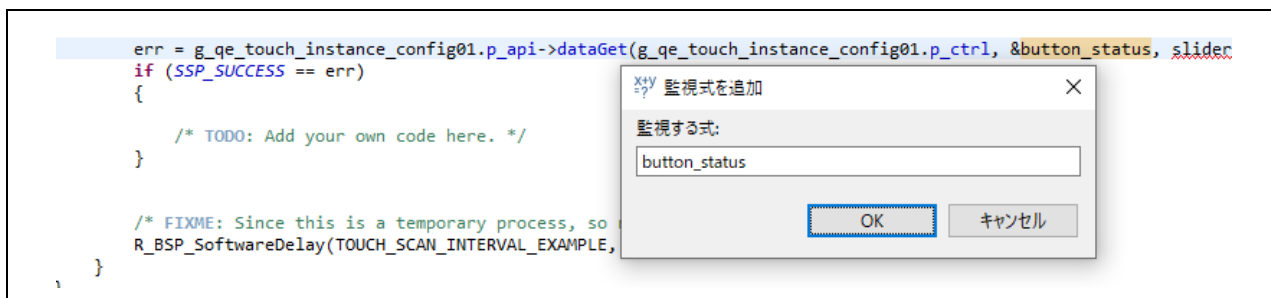 err = g_qe_touch_instance_config01.p_api->dataGet(g_qe_touch_instance_config01.p_ctrl, &button_status, slider
if (SSP_SUCCESS == err)
{
/* TODO: Add your own code here. */
}
/* FIXME: Since this is a temporary process, so
R_BSP_SoftwareDelay(TOUCH_SCAN_INTERVAL_EXAMPLE,
}
x+y
=?
監視式を追加
監視する式:
button_status
OK
キャンセル